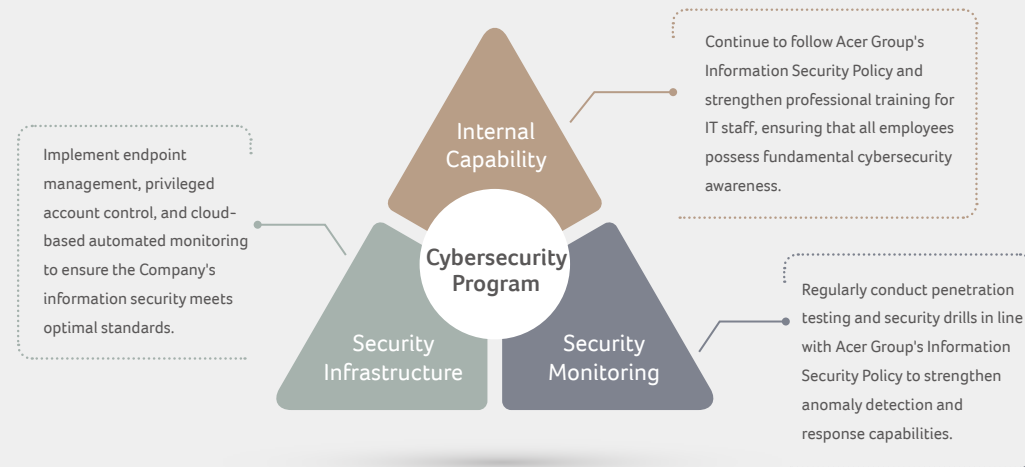 Continue to follow Acer Group's
Information Security Policy and
strengthen professional training for
IT staff, ensuring that all employees
possess fundamental cybersecurity
awareness.
Internal
Capability
Implement endpoint
management, privileged
account control, and cloud-
based automated monitoring
to ensure the Company's
information security meets
optimal standards.
Cybersecurity
Program
Security
Infrastructure
Security
Monitoring
Regularly conduct penetration
testing and security drills in line
with Acer Group's Information
Security Policy to strengthen
anomaly detection and
response capabilities.